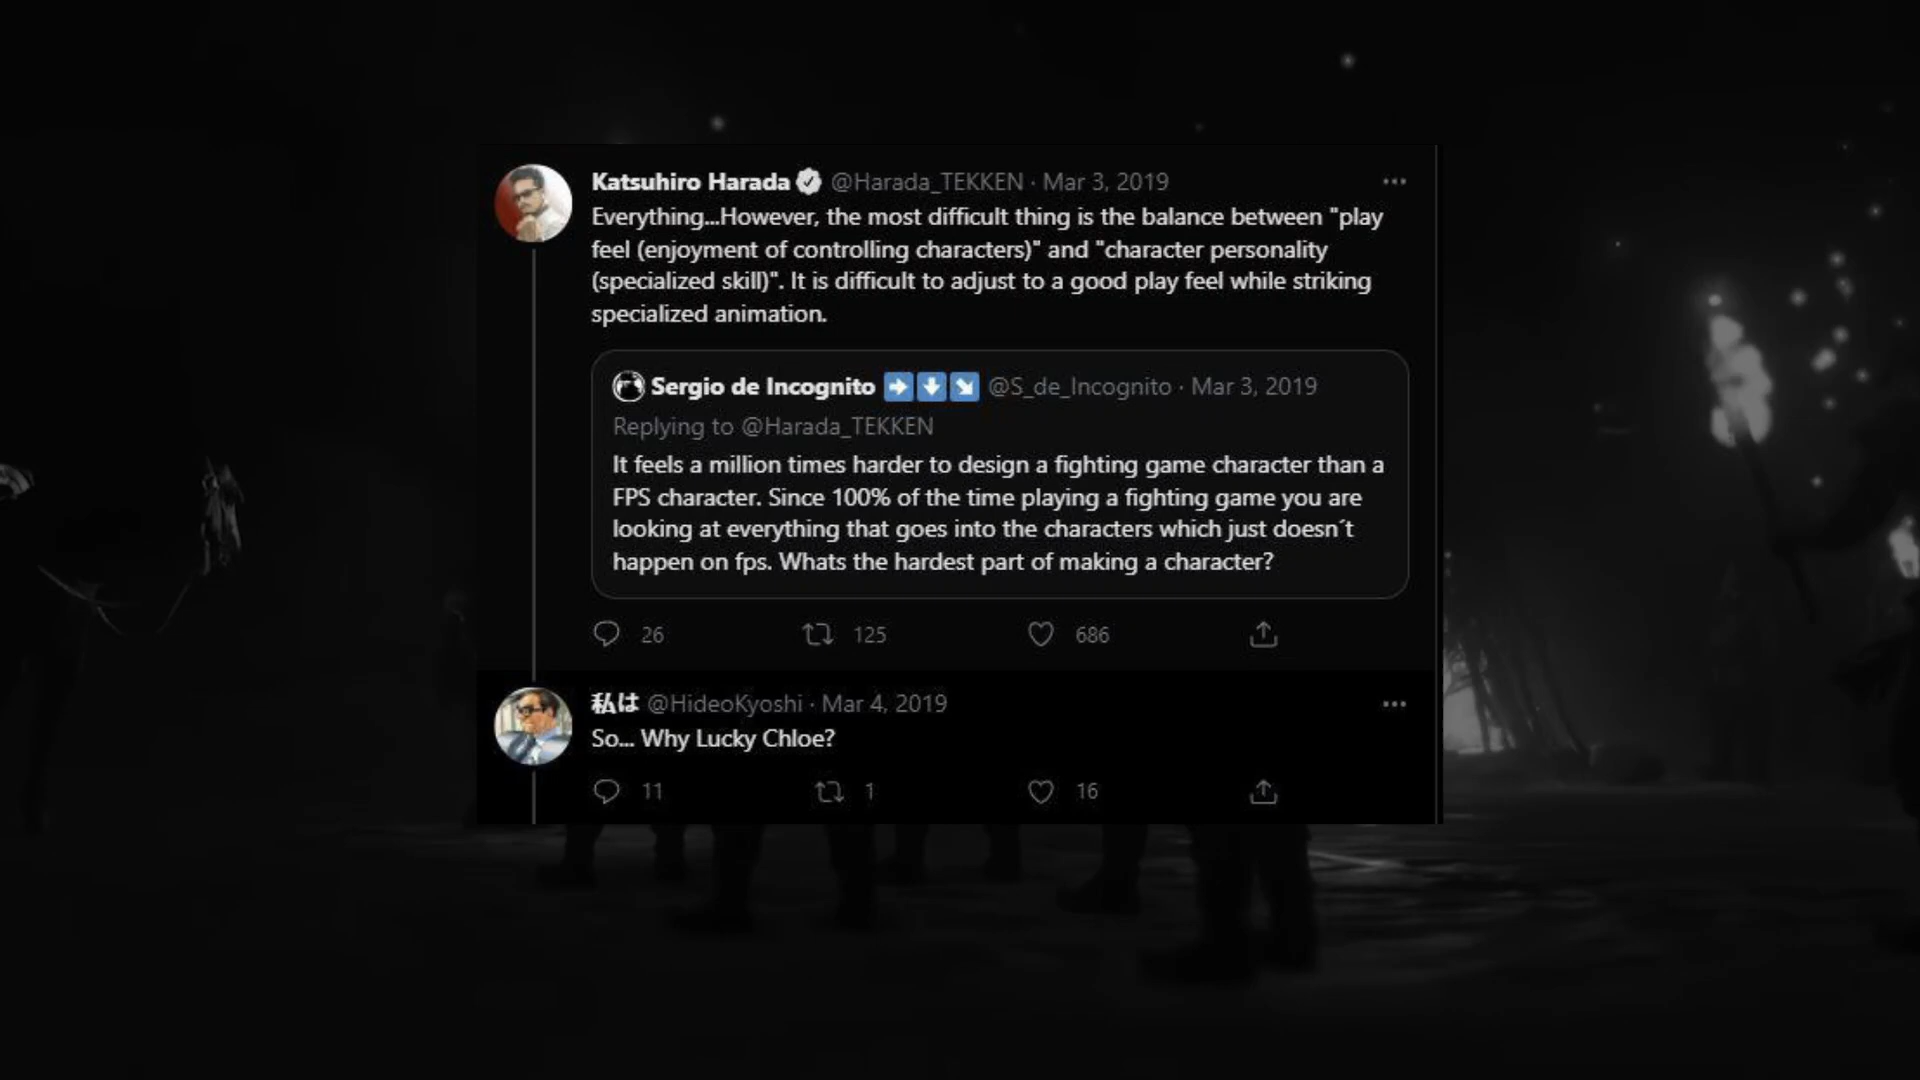 Katsuhiro Harada @Harada_TEKKEN · Mar 3, 2019
Everything...However, the most difficult thing is the balance between "play
feel (enjoyment of controlling characters)" and "character personality
(specialized skill)". It is difficult to adjust to a good play feel while striking
specialized animation.
Sergio de Incognito ➡⬇↘ @S_de_Incognito · Mar 3, 2019
Replying to @Harada_TEKKEN
It feels a million times harder to design a fighting game character than a
FPS character. Since 100% of the time playing a fighting game you are
looking at everything that goes into the characters which just doesn´t
happen on fps. Whats the hardest part of making a character?
26 125 686
私は @HideoKyoshi · Mar 4, 2019
So... Why Lucky Chloe?
11 1 16